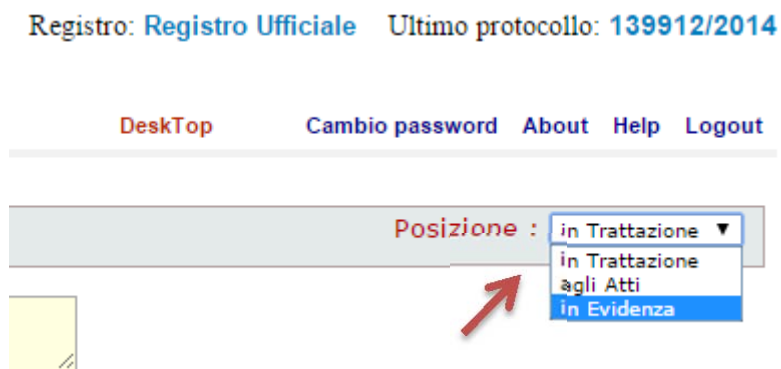 Registro: Registro Ufficiale Ultimo protocollo: 139912/2014
DeskTop Cambio password About Help Logout
Posizione : in Trattazione
in Trattazione
agli Atti
in Evidenza